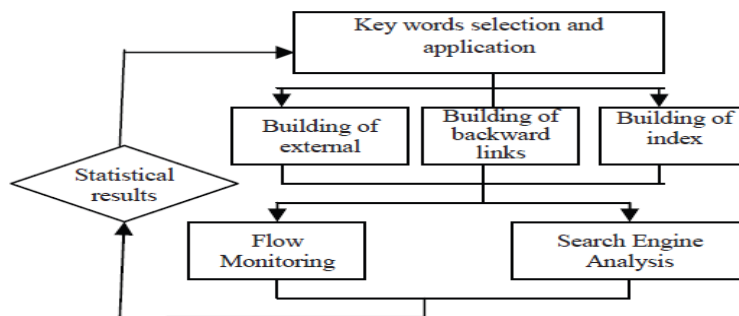 Key words selection and
application
Building of
external
Building of
backward
links
Building of
index
Statistical
results
Flow
Monitoring
Search Engine
Analysis